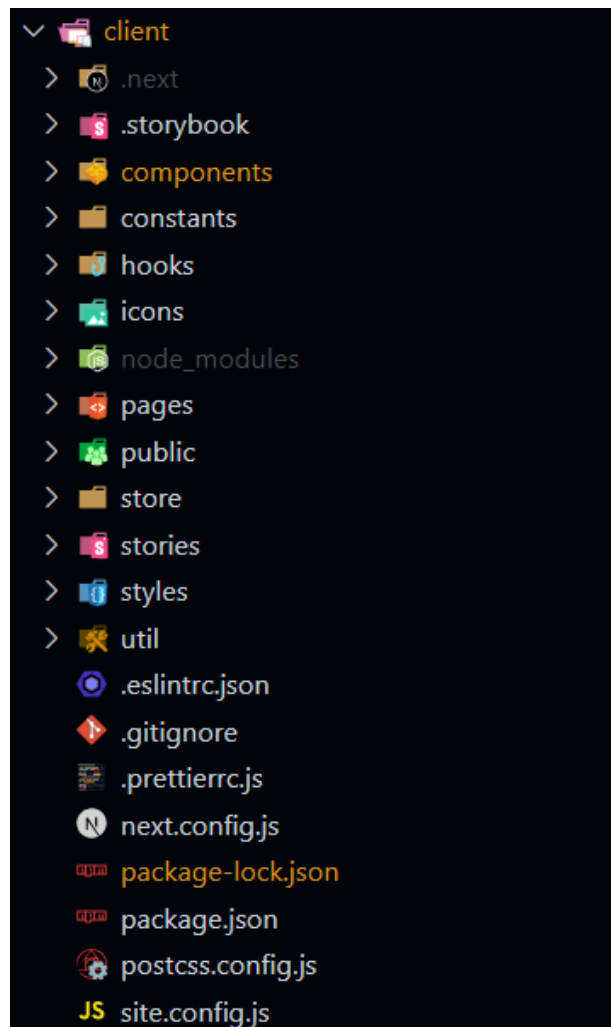 client
.next
.storybook
components
constants
hooks
icons
node_modules
pages
public
store
stories
styles
util
.eslintrc.json
.gitignore
.prettierrc.js
next.config.js
package-lock.json
package.json
postcss.config.js
JS site.config.js